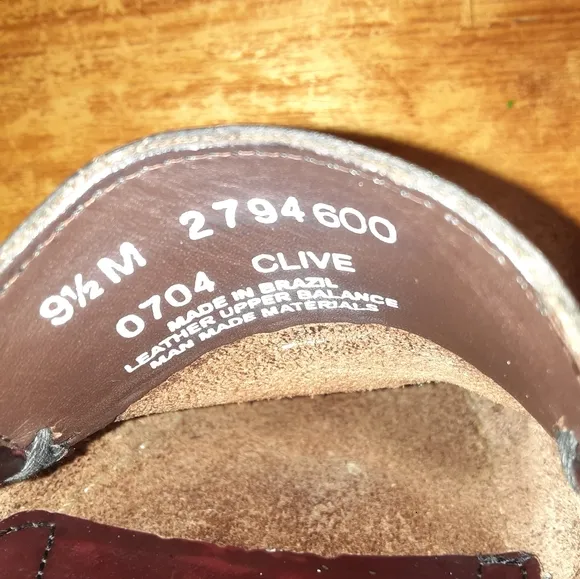 9½ M 2794600
0704 CLIVE
MADE IN BRAZIL
LEATHER UPPER BALANCE
MAN MADE MATERIALS